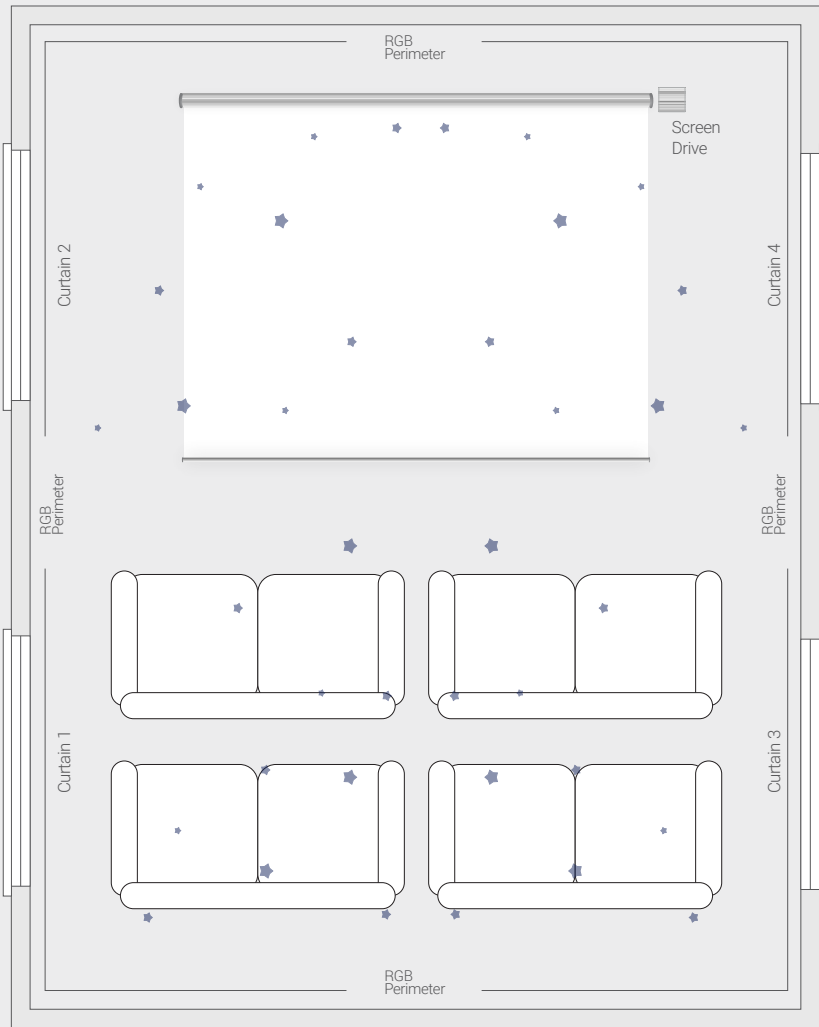 RGB
Perimeter
Screen
Drive
Curtain 2
Curtain 4
RGB
Perimeter
RGB
Perimeter
Curtain 1
Curtain 3
RGB
Perimeter